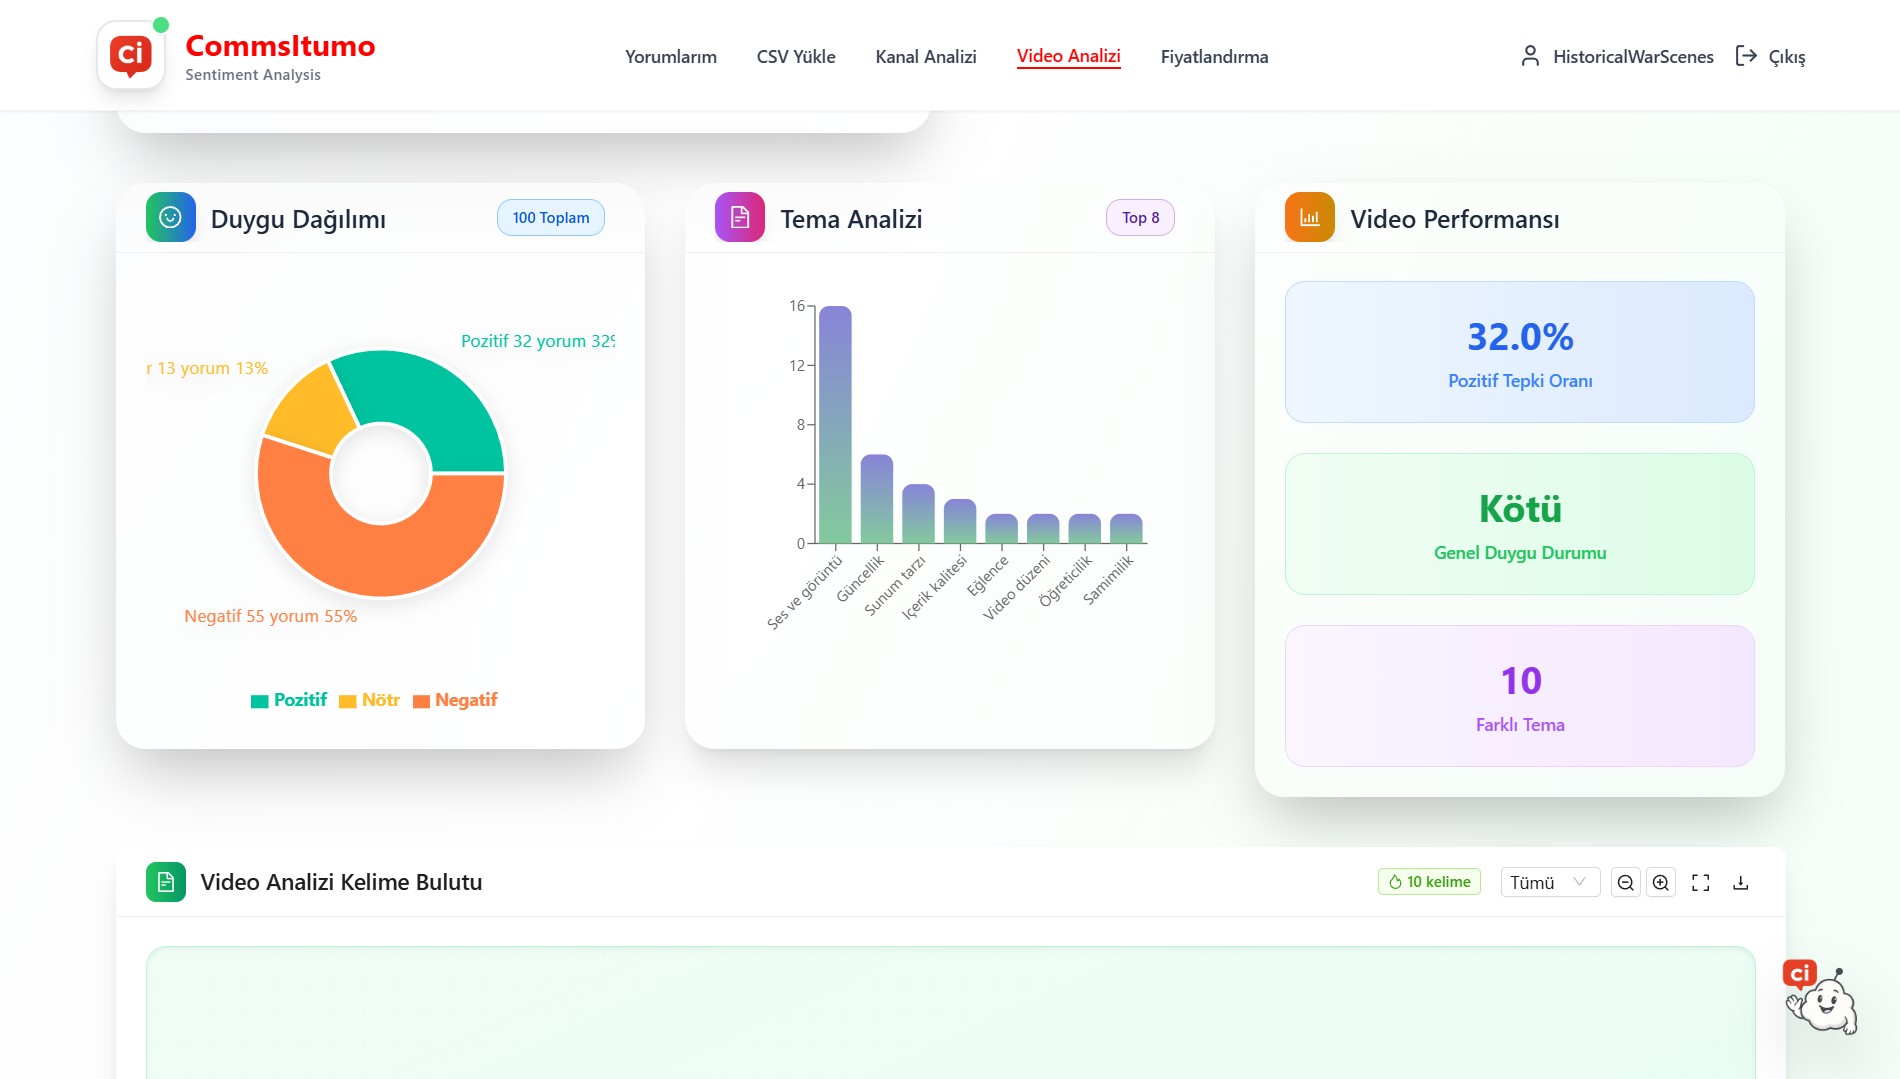 ci
CommsItumo
Sentiment Analysis
Yorumlarım
CSV Yükle
Kanal Analizi
Video Analizi
Fiyatlandırma
HistoricalWarScenes
Çıkış
Duygu Dağılımı
100 Toplam
Pozitif 32 yorum 32%
r 13 yorum 13%
Negatif 55 yorum 55%
Pozitif
Nötr
Negatif
Tema Analizi
Top 8
16
12
8
4
0
Ses ve görüntü
Güncellik
Sunum tarzı
İçerik kalitesi
Eğlence
Video düzeni
Öğreticilik
Samimilik
Video Performansı
32.0%
Pozitif Tepki Oranı
Kötü
Genel Duygu Durumu
10
Farklı Tema
Video Analizi Kelime Bulutu
10 kelime
Tümü
ci